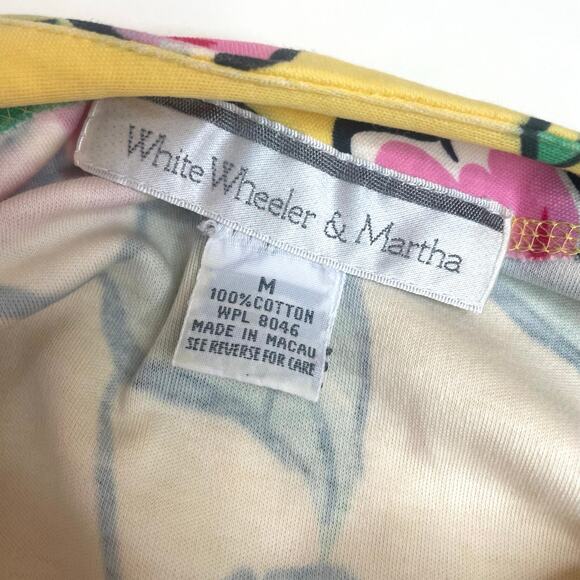 White Wheeler & Martha
M
100% COTTON
WPL 8046
MADE IN MACAU
SEE REVERSE FOR CARE